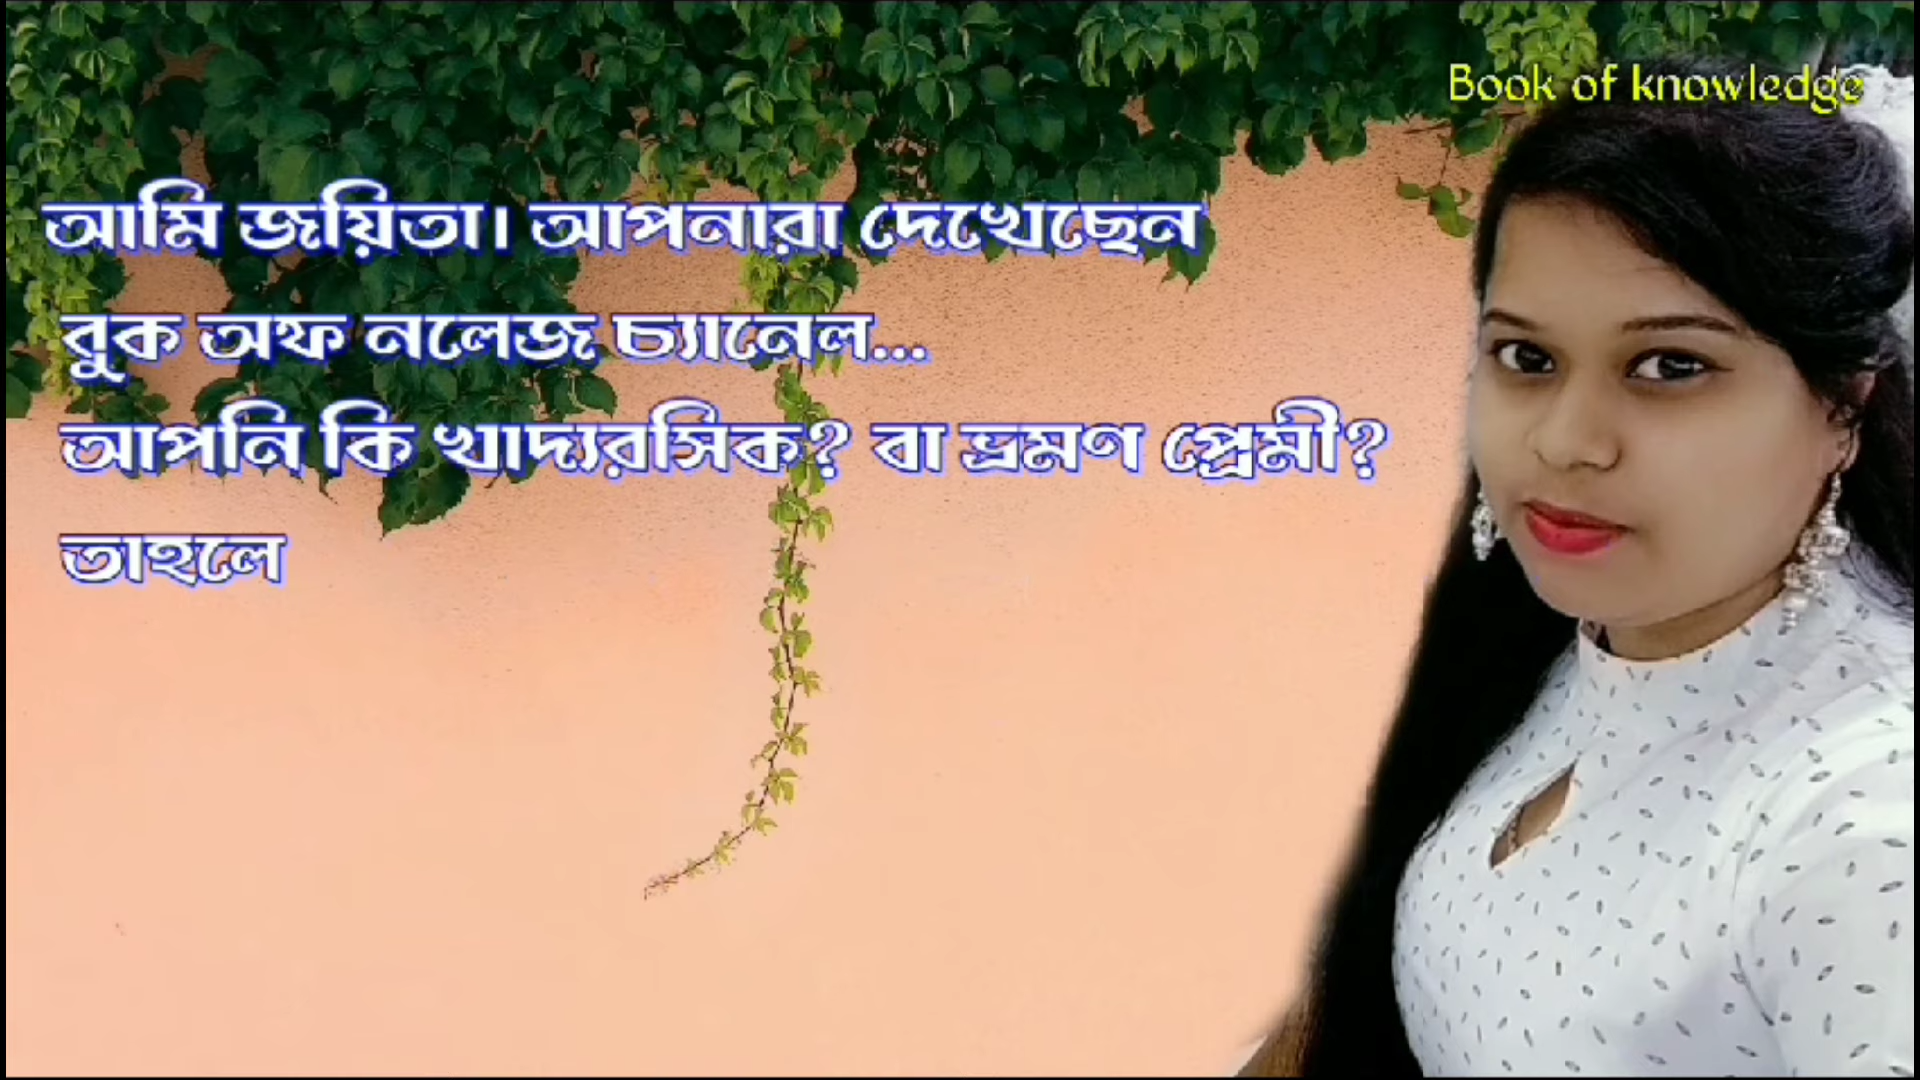 Book of knowledge
আমি জয়িতা। আপনারা দেখেছেন
বুক অফ নলেজ চ্যানেল...
আপনি কি খাদ্যরসিক? বা ভ্রমণ প্রেমী?
তাহলে